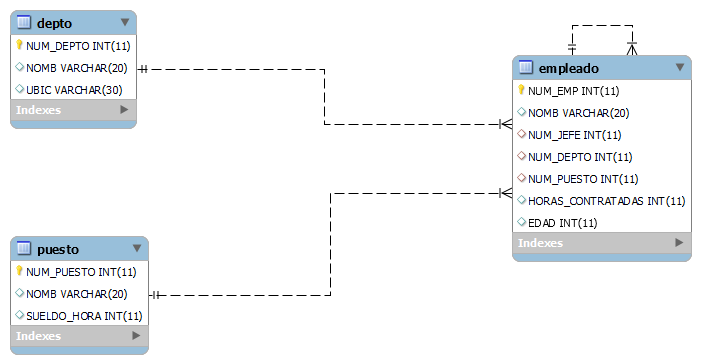 depto
NUM_DEPTO INT(11)
NOMB VARCHAR(20)
UBIC VARCHAR(30)
Indexes
empleado
NUM_EMP INT(11)
NOMB VARCHAR(20)
NUM_JEFE INT(11)
NUM_DEPTO INT(11)
NUM_PUESTO INT(11)
HORAS_CONTRATADAS INT(11)
EDAD INT(11)
Indexes
puesto
NUM_PUESTO INT(11)
NOMB VARCHAR(20)
SUELDO_HORA INT(11)
Indexes